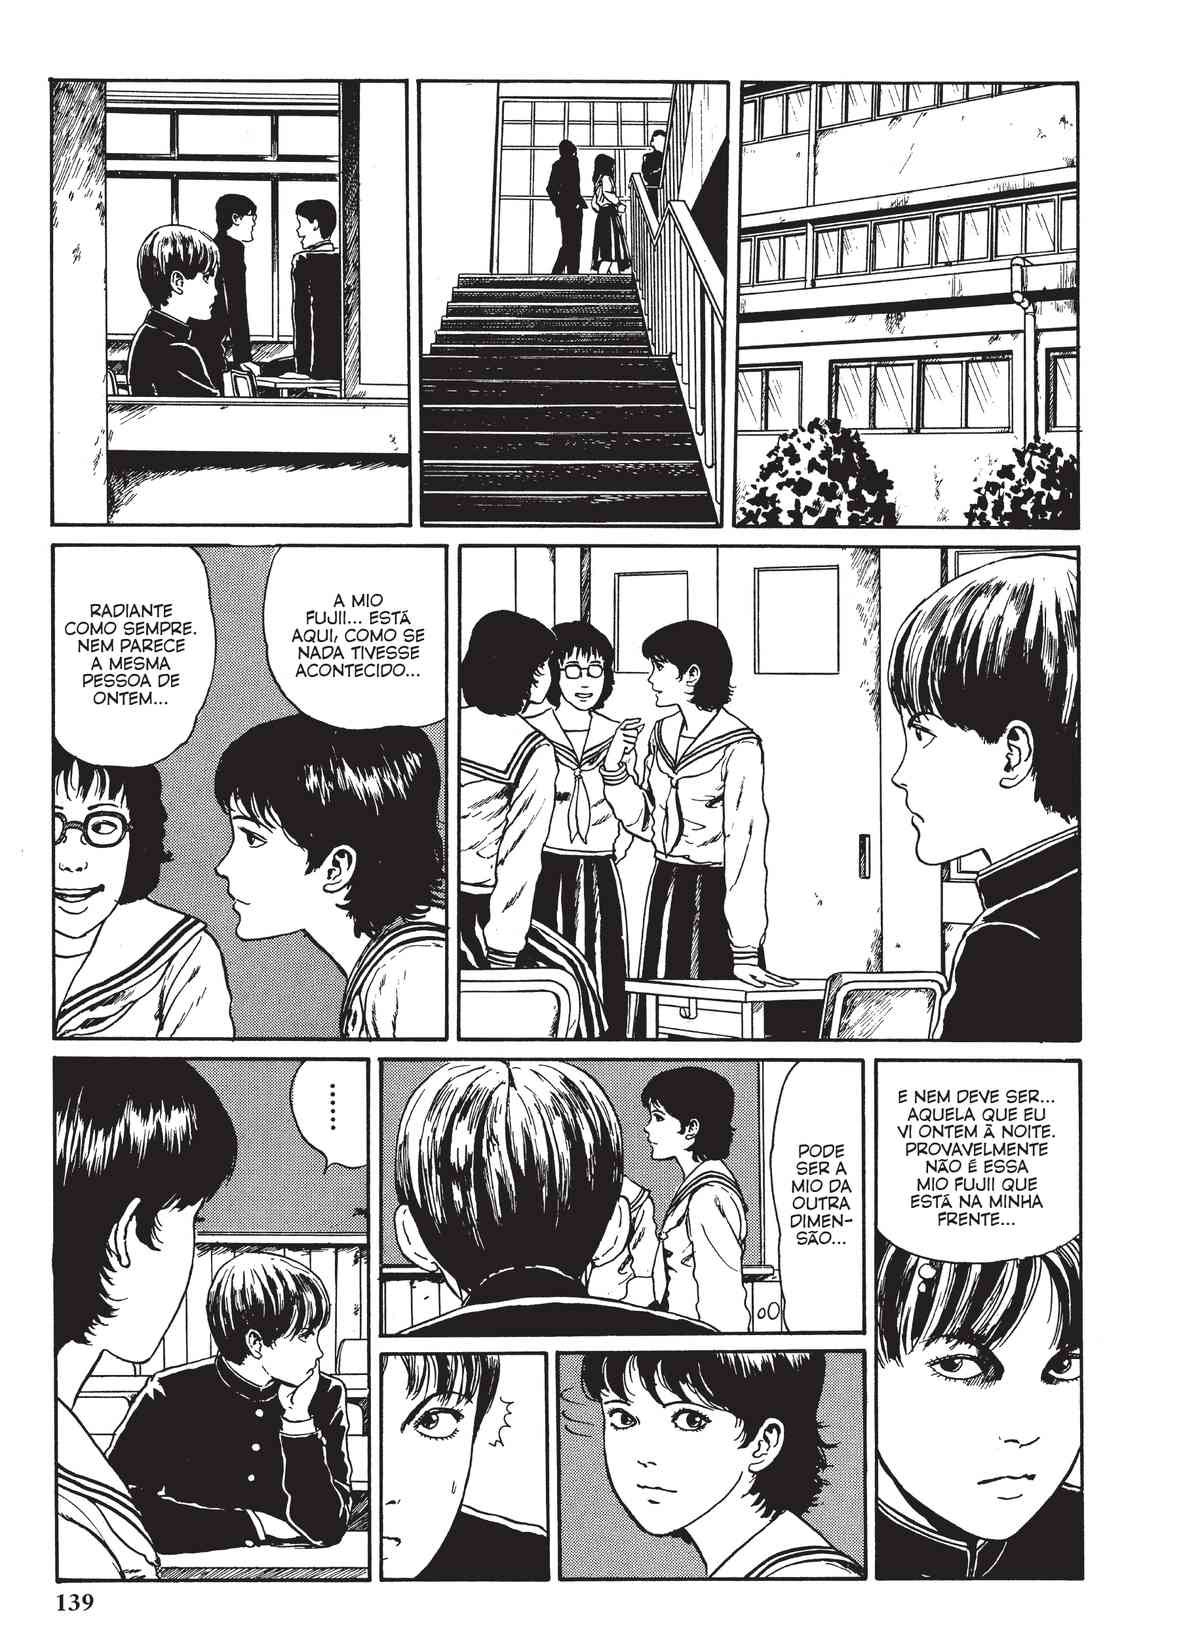 A MIO
FUJII... ESTÁ
AQUI, COMO SE
NADA TIVESSE
ACONTECIDO...
RADIANTE
COMO SEMPRE.
NEM PARECE
A MESMA
PESSOA DE
ONTEM...
E NEM DEVE SER...
AQUELA QUE EU
VI ONTEM À NOITE.
PROVAVELMENTE
NÃO É ESSA
MIO FUJII QUE
ESTÁ NA MINHA
FRENTE...
PODE
SER A
MIO DA
OUTRA
DIMEN-
SÃO...
......
139